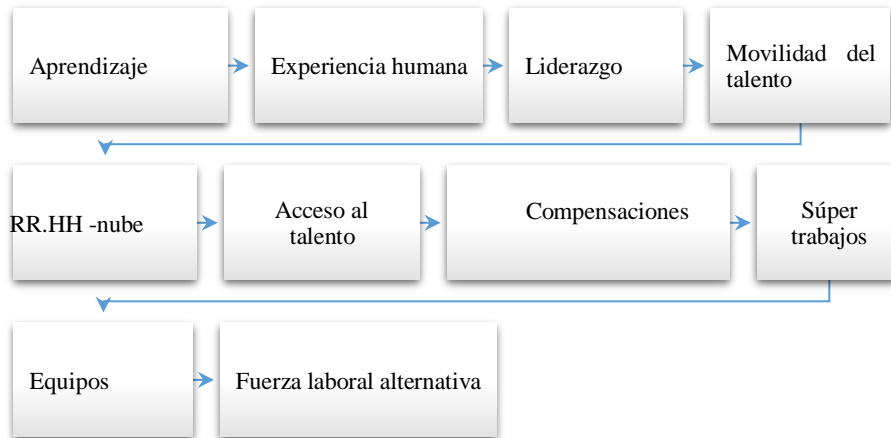 Aprendizaje
Experiencia humana
Liderazgo
Movilidad del
talento
RR.HH -nube
Acceso al
talento
Compensaciones
Súper
trabajos
Equipos
Fuerza laboral alternativa